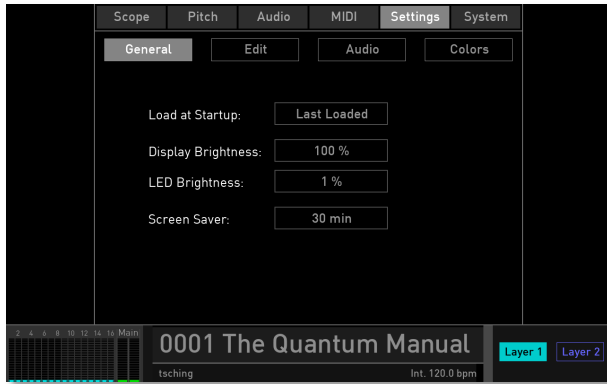 Scope Pitch Audio MIDI Settings System
General Edit Audio Colors
Load at Startup: Last Loaded
Display Brightness: 100 %
LED Brightness: 1 %
Screen Saver: 30 min
2 4 6 8 10 12 14 16 Main
0001 The Quantum Manual
Layer 1 Layer 2
tsching Int. 120.0 bpm